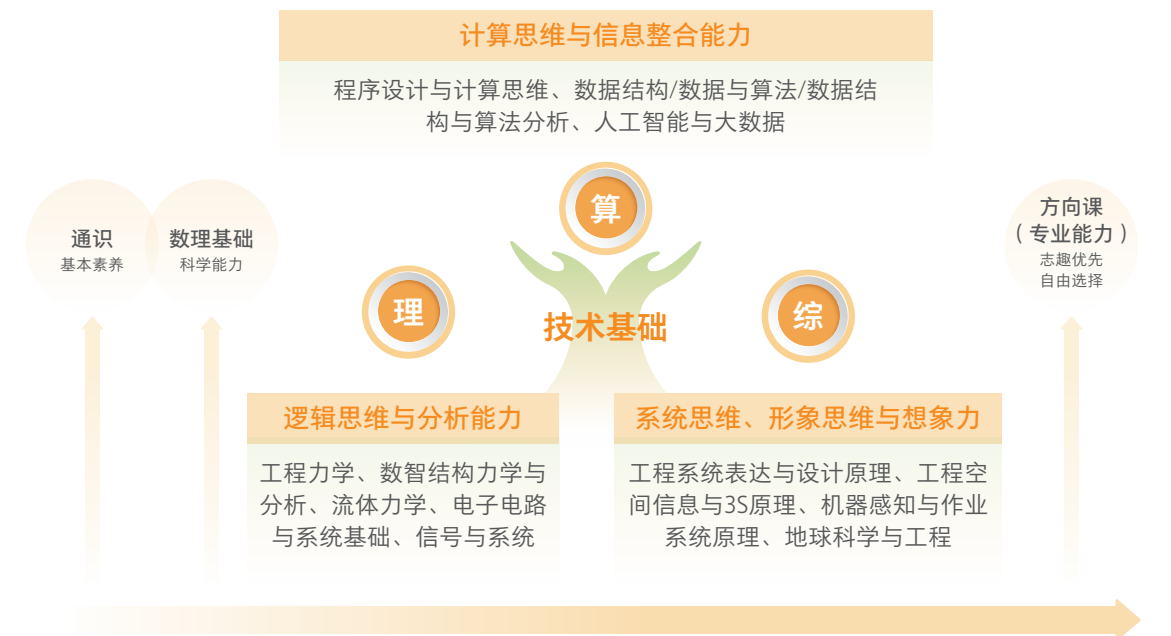 计算思维与信息整合能力
程序设计与计算思维、数据结构/数据与算法/数据结
构与算法分析、人工智能与大数据
算
通识
基本素养
数理基础
科学能力
方向课
（专业能力）
志趣优先
自由选择
理
技术基础
综
逻辑思维与分析能力
工程力学、数智结构力学与
分析、流体力学、电子电路
与系统基础、信号与系统
系统思维、形象思维与想象力
工程系统表达与设计原理、工程空
间信息与3S原理、机器感知与作业
系统原理、地球科学与工程